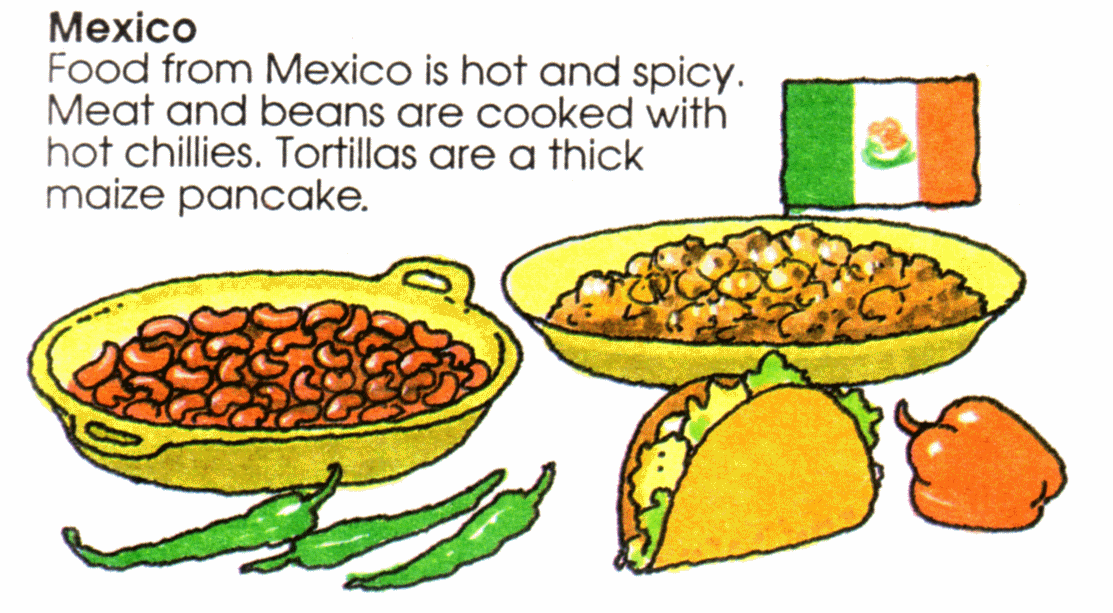 Mexico
Food from Mexico is hot and spicy.
Meat and beans are cooked with
hot chillies. Tortillas are a thick
maize pancake.